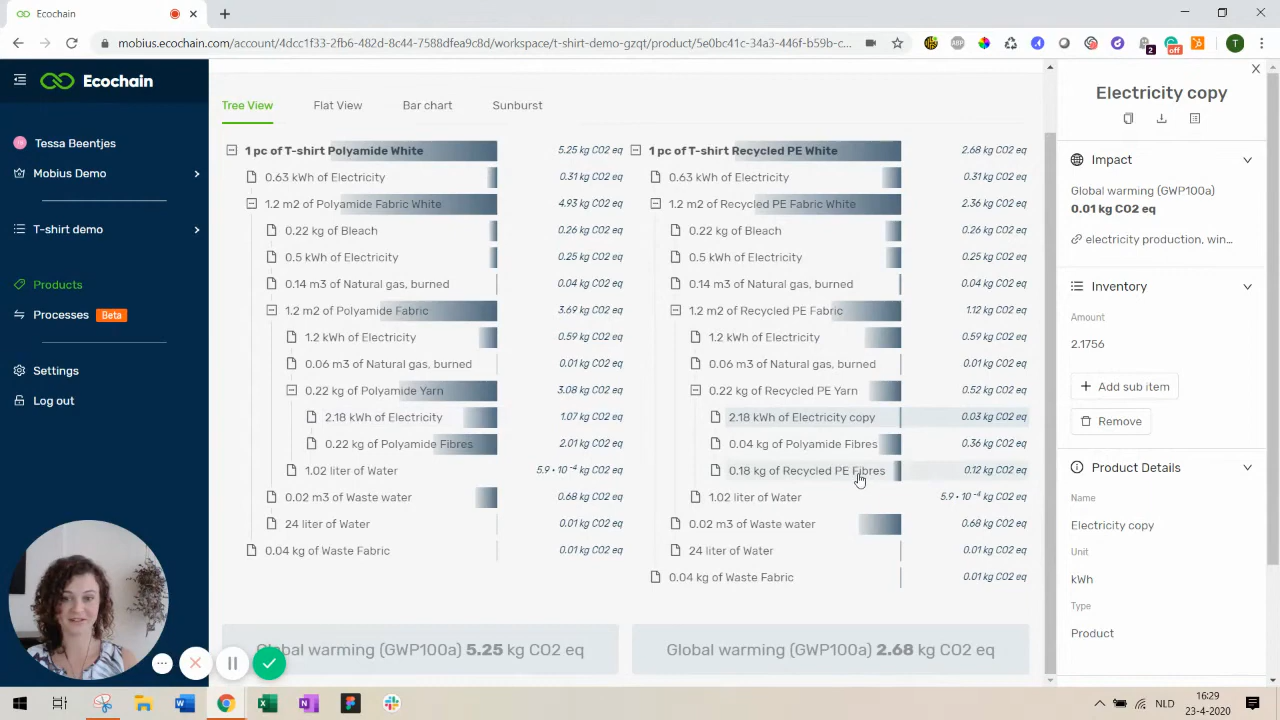 Ecochain
mobius.ecochain.com/account/4dcc1f33-2fb6-482d-8c44-7588dfea9c8d/workspace/t-shirt-demo-gzqt/product/5e0bc41c-34a3-446f-b59b-c...
ABP
2
off
T
Ecochain
Tessa Beentjes
Mobius Demo
T-shirt demo
Products
Processes Beta
Settings
Log out
Tree View Flat View Bar chart Sunburst
1 pc of T-shirt Polyamide White 5.25 kg CO2 eq
0.63 kWh of Electricity 0.31 kg CO2 eq
1.2 m2 of Polyamide Fabric White 4.93 kg CO2 eq
0.22 kg of Bleach 0.26 kg CO2 eq
0.5 kWh of Electricity 0.25 kg CO2 eq
0.14 m3 of Natural gas, burned 0.04 kg CO2 eq
1.2 m2 of Polyamide Fabric 3.69 kg CO2 eq
1.2 kWh of Electricity 0.59 kg CO2 eq
0.06 m3 of Natural gas, burned 0.01 kg CO2 eq
0.22 kg of Polyamide Yarn 3.08 kg CO2 eq
2.18 kWh of Electricity 1.07 kg CO2 eq
0.22 kg of Polyamide Fibres 2.01 kg CO2 eq
1.02 liter of Water 5.9 • 10⁻⁴ kg CO2 eq
0.02 m3 of Waste water 0.68 kg CO2 eq
24 liter of Water 0.01 kg CO2 eq
0.04 kg of Waste Fabric 0.01 kg CO2 eq
Global warming (GWP100a) 5.25 kg CO2 eq
1 pc of T-shirt Recycled PE White 2.68 kg CO2 eq
0.63 kWh of Electricity 0.31 kg CO2 eq
1.2 m2 of Recycled PE Fabric White 2.36 kg CO2 eq
0.22 kg of Bleach 0.26 kg CO2 eq
0.5 kWh of Electricity 0.25 kg CO2 eq
0.14 m3 of Natural gas, burned 0.04 kg CO2 eq
1.2 m2 of Recycled PE Fabric 1.12 kg CO2 eq
1.2 kWh of Electricity 0.59 kg CO2 eq
0.06 m3 of Natural gas, burned 0.01 kg CO2 eq
0.22 kg of Recycled PE Yarn 0.52 kg CO2 eq
2.18 kWh of Electricity copy 0.03 kg CO2 eq
0.04 kg of Polyamide Fibres 0.36 kg CO2 eq
0.18 kg of Recycled PE Fibres 0.12 kg CO2 eq
1.02 liter of Water 5.9 • 10⁻⁴ kg CO2 eq
0.02 m3 of Waste water 0.68 kg CO2 eq
24 liter of Water 0.01 kg CO2 eq
0.04 kg of Waste Fabric 0.01 kg CO2 eq
Global warming (GWP100a) 2.68 kg CO2 eq
Electricity copy
Impact
Global warming (GWP100a)
0.01 kg CO2 eq
electricity production, win...
Inventory
Amount
2.1756
Add sub item
Remove
Product Details
Name
Electricity copy
Unit
kWh
Type
Product
NLD
16:29
23-4-2020